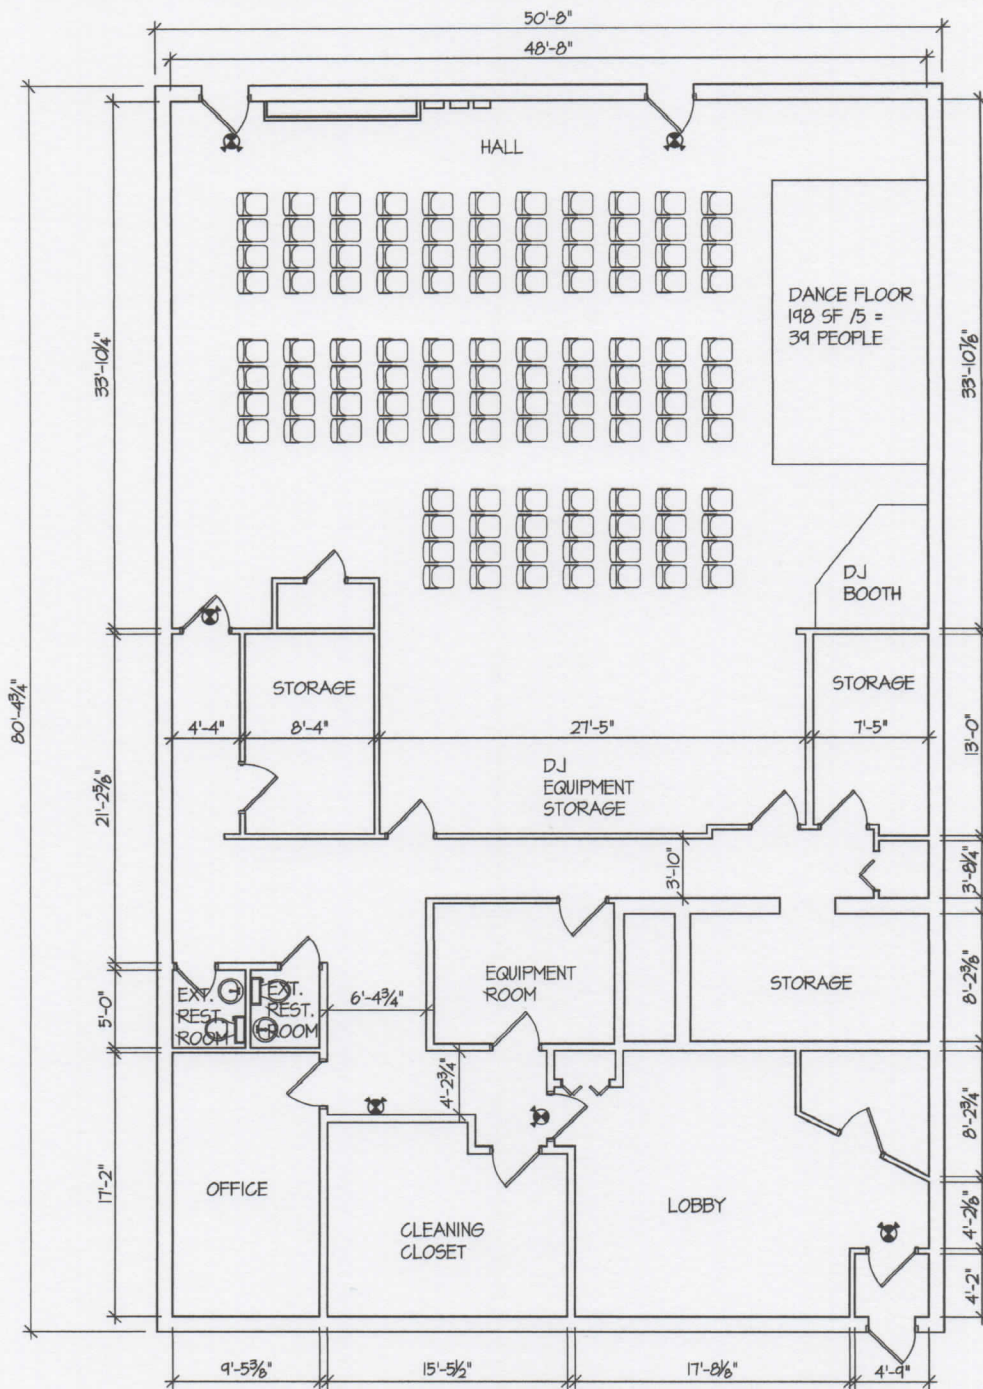 50'-8"
48'-8"
HALL
33'-10¼"
33'-10⅞"
DANCE FLOOR
198 SF /5 =
39 PEOPLE
DJ
BOOTH
80'-4¾"
STORAGE
STORAGE
4'-4"
8'-4"
27'-5"
7'-5"
13'-0"
21'-2⅝"
DJ
EQUIPMENT
STORAGE
3'-10"
3'-8¼"
EQUIPMENT
ROOM
STORAGE
8'-2⅜"
EXT.
REST.
ROOM
EXT.
REST.
ROOM
5'-0"
6'-4¾"
4'-2¾"
8'-2¾"
17'-2"
OFFICE
CLEANING
CLOSET
LOBBY
4'-2⅛"
4'-2"
9'-5⅜"
15'-5½"
17'-8⅛"
4'-9"